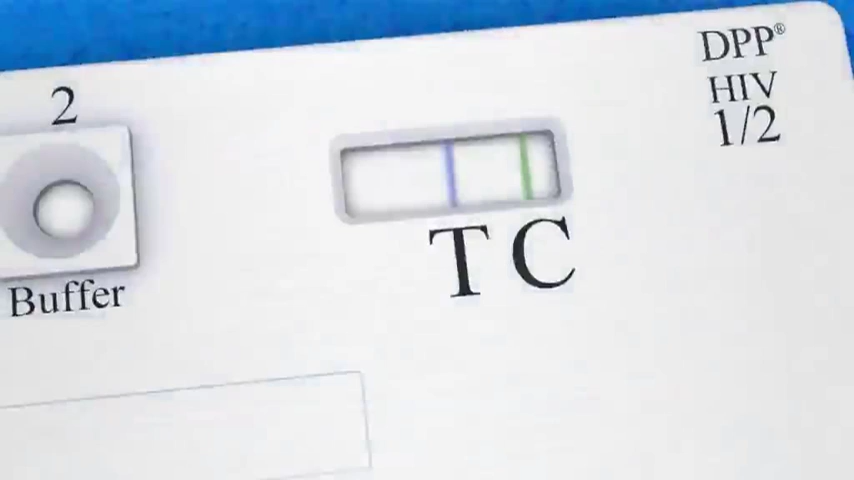 DPP®
HIV
1/2
2
T C
Buffer